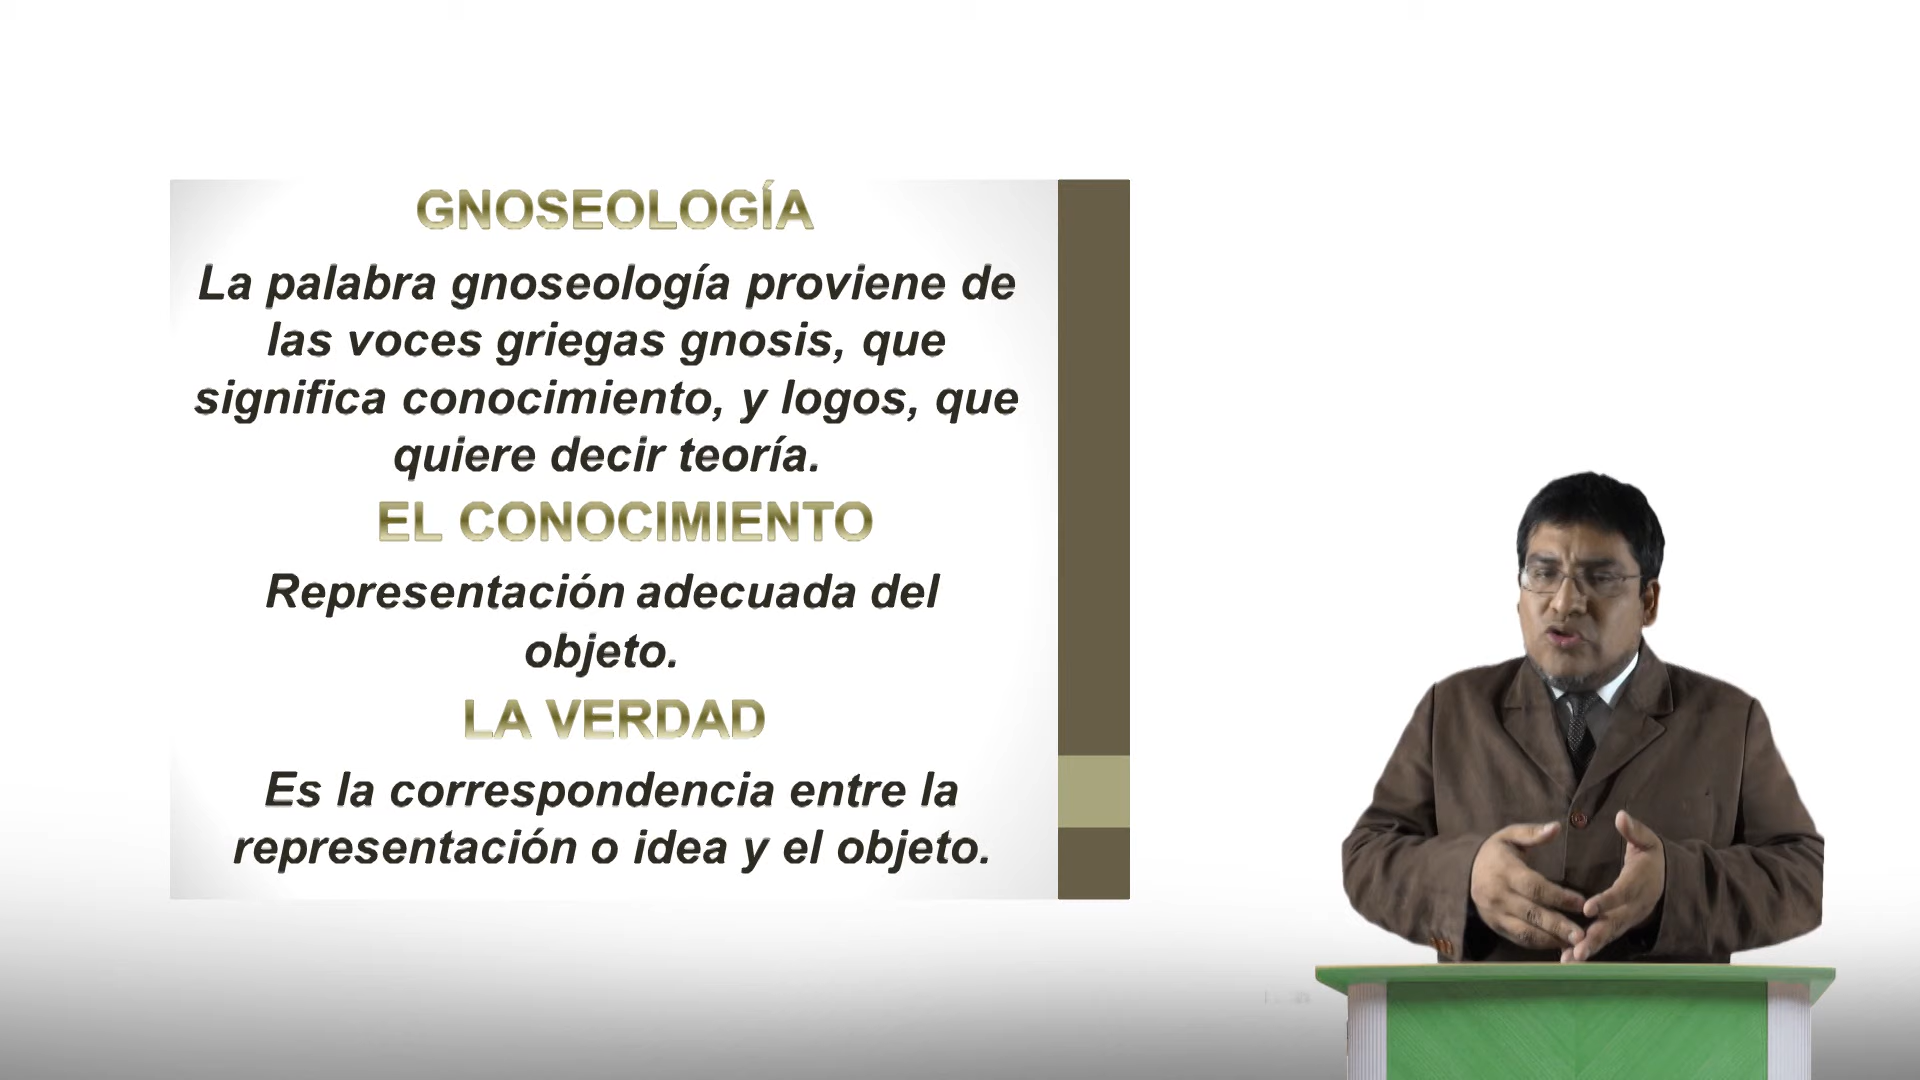 GNOSEOLOGÍA
La palabra gnoseología proviene de
las voces griegas gnosis, que
significa conocimiento, y logos, que
quiere decir teoría.
EL CONOCIMIENTO
Representación adecuada del
objeto.
LA VERDAD
Es la correspondencia entre la
representación o idea y el objeto.